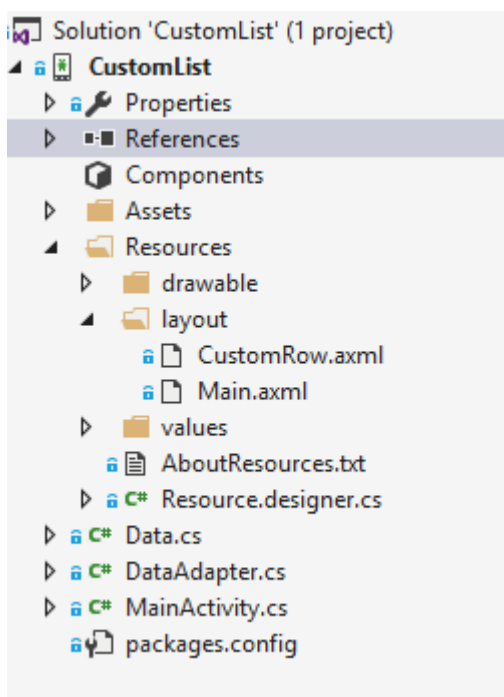 Solution 'CustomList' (1 project)
CustomList
Properties
References
Components
Assets
Resources
drawable
layout
CustomRow.axml
Main.axml
values
AboutResources.txt
C# Resource.designer.cs
C# Data.cs
C# DataAdapter.cs
C# MainActivity.cs
packages.config